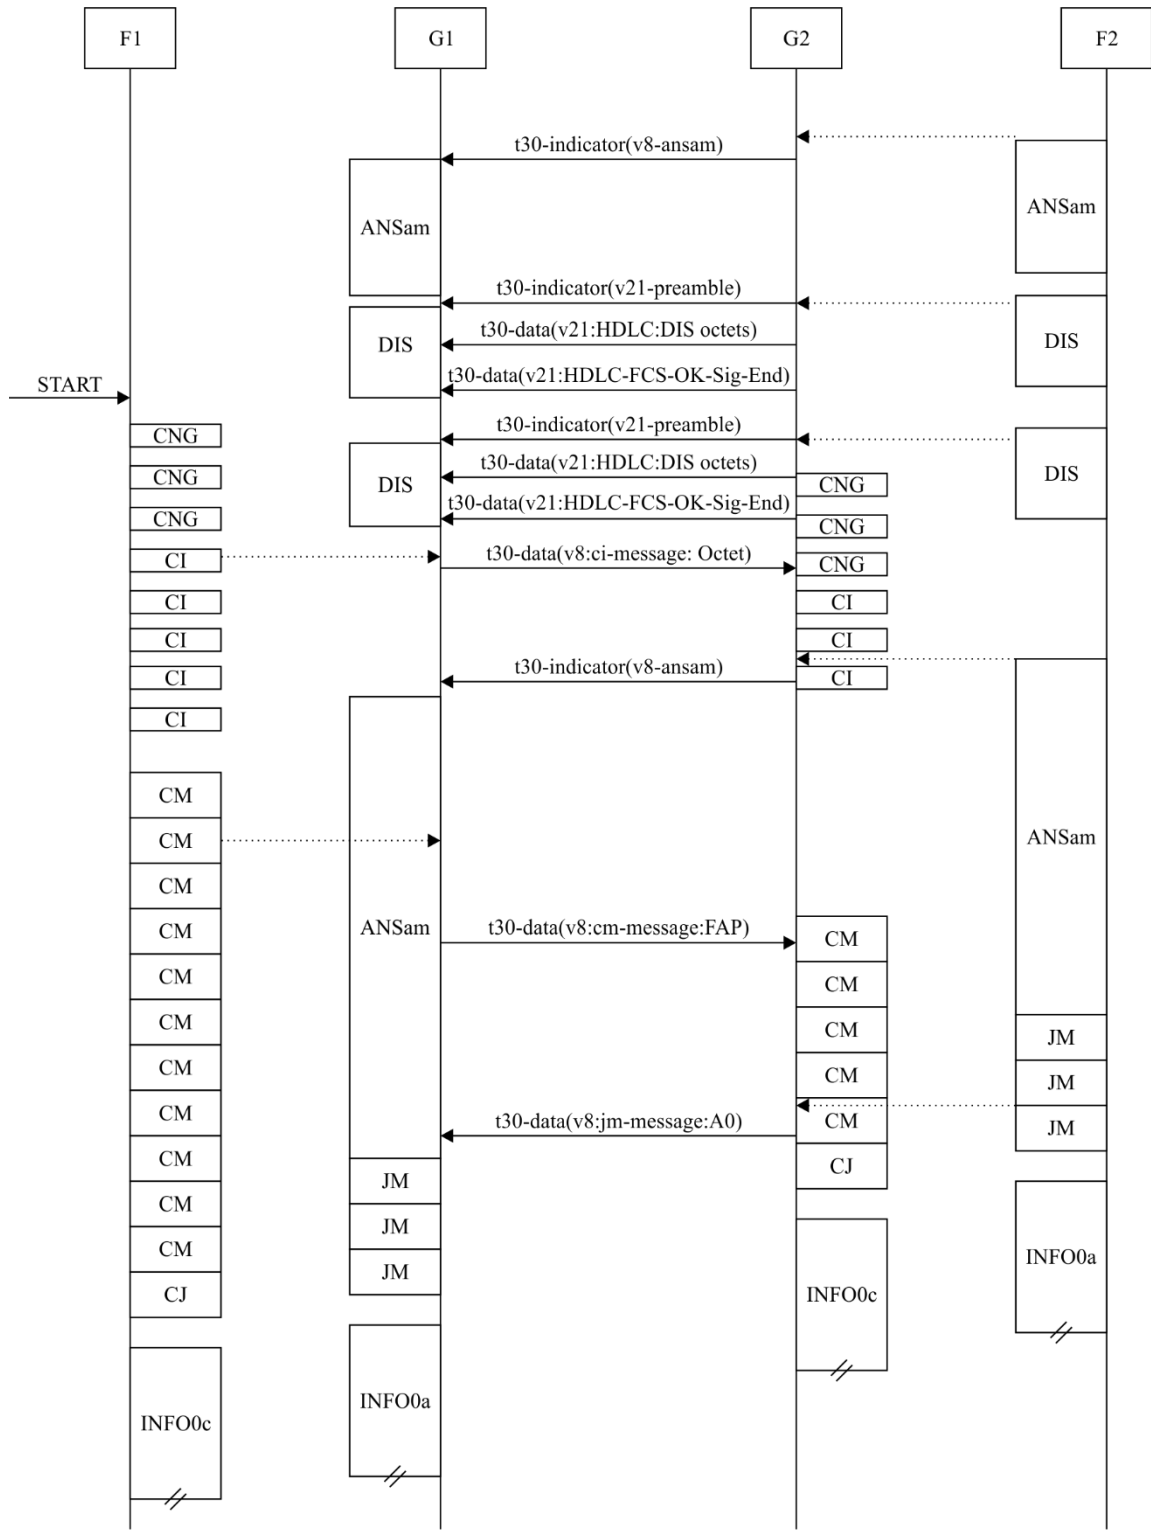 F1
G1
G2
F2
t30-indicator(v8-ansam)
ANSam
ANSam
t30-indicator(v21-preamble)
t30-data(v21:HDLC:DIS octets)
DIS
DIS
t30-data(v21:HDLC-FCS-OK-Sig-End)
START
t30-indicator(v21-preamble)
CNG
t30-data(v21:HDLC:DIS octets)
CNG
DIS
CNG
DIS
t30-data(v21:HDLC-FCS-OK-Sig-End)
CNG
CNG
t30-data(v8:ci-message: Octet)
CI
CNG
CI
CI
CI
CI
t30-indicator(v8-ansam)
CI
CI
CI
CM
CM
ANSam
CM
t30-data(v8:cm-message:FAP)
CM
ANSam
CM
CM
CM
CM
CM
JM
CM
CM
JM
CM
t30-data(v8:jm-message:A0)
CM
JM
CM
JM
CJ
CM
JM
CM
INFO0a
JM
CJ
INFO0c
INFO0a
INFO0c